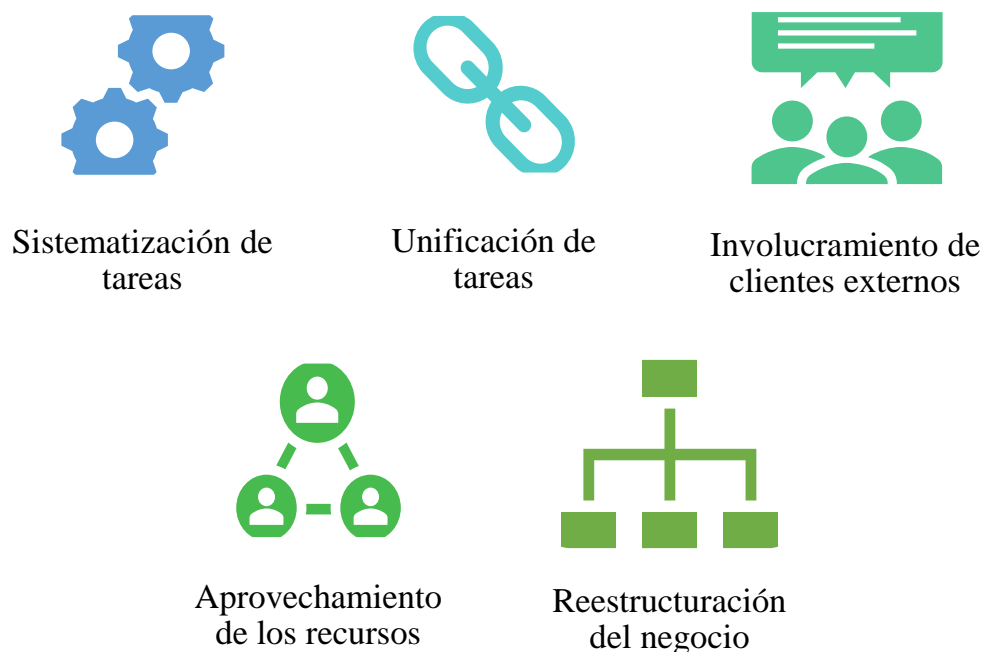 Sistematización de
tareas
Unificación de
tareas
Involucramiento de
clientes externos
Aprovechamiento
de los recursos
Reestructuración
del negocio